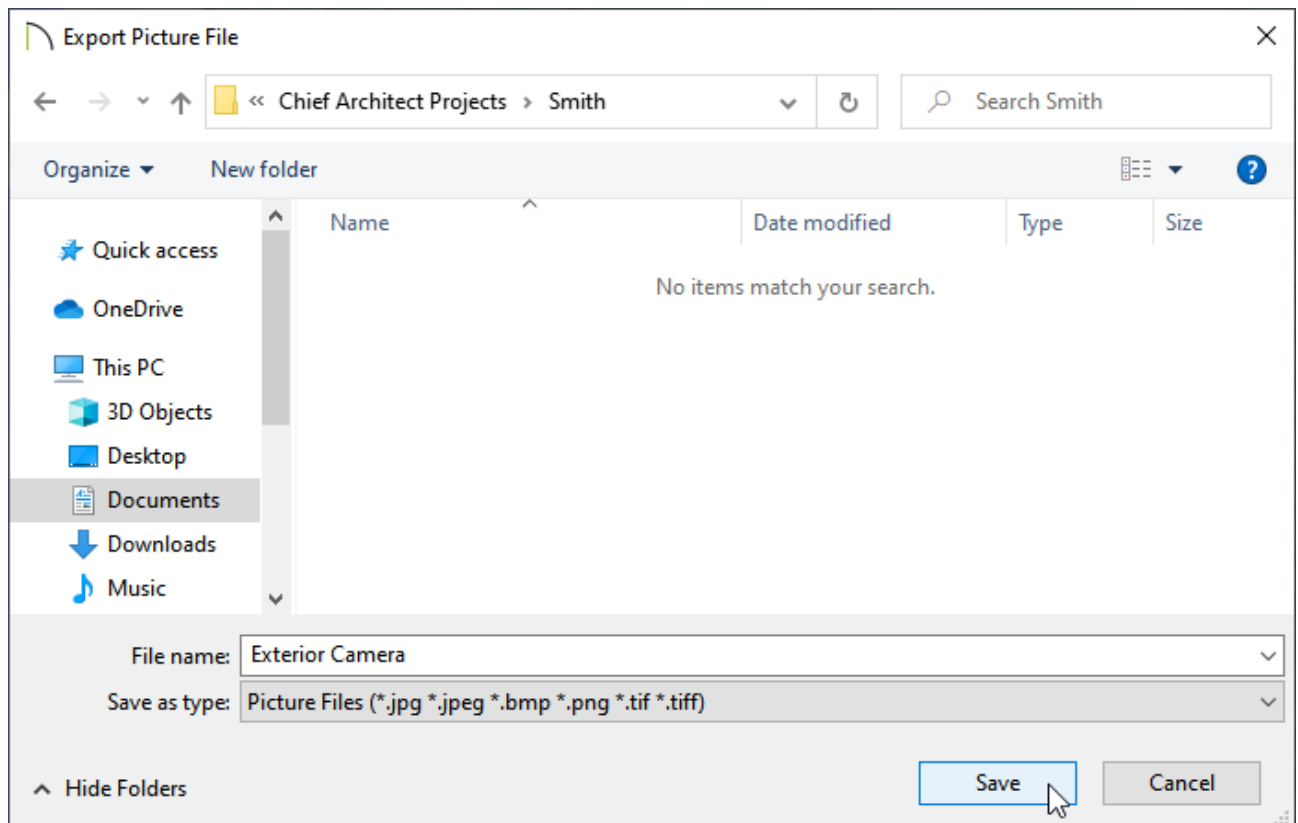 Export Picture File
« Chief Architect Projects > Smith
Search Smith
Organize
New folder
?
Name
Date modified
Type
Size
No items match your search.
Quick access
OneDrive
This PC
3D Objects
Desktop
Documents
Downloads
Music
File name: Exterior Camera
Save as type: Picture Files (*.jpg *.jpeg *.bmp *.png *.tif *.tiff)
Hide Folders
Save
Cancel